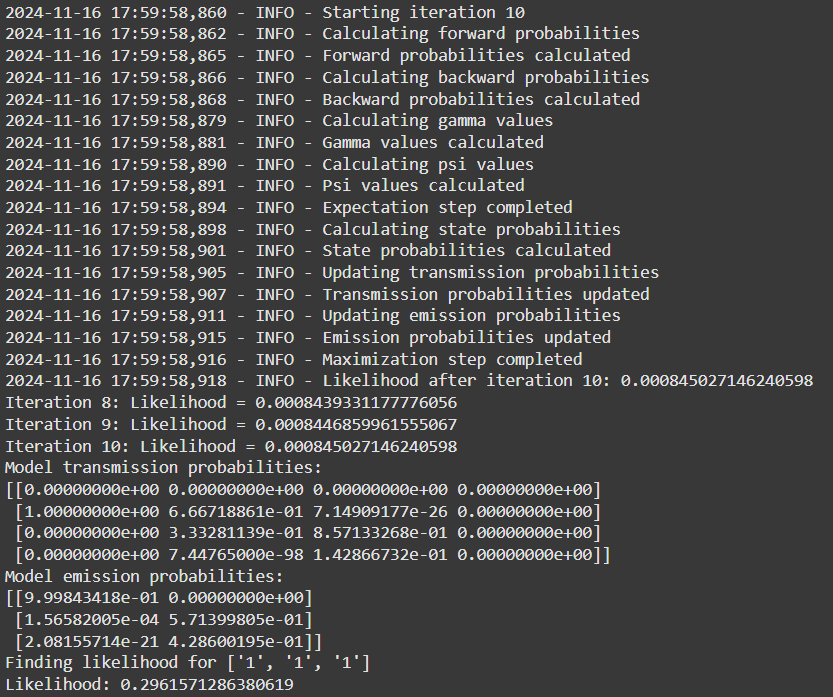 2024-11-16 17:59:58,860 - INFO - Starting iteration 10
2024-11-16 17:59:58,862 - INFO - Calculating forward probabilities
2024-11-16 17:59:58,865 - INFO - Forward probabilities calculated
2024-11-16 17:59:58,866 - INFO - Calculating backward probabilities
2024-11-16 17:59:58,868 - INFO - Backward probabilities calculated
2024-11-16 17:59:58,879 - INFO - Calculating gamma values
2024-11-16 17:59:58,881 - INFO - Gamma values calculated
2024-11-16 17:59:58,890 - INFO - Calculating psi values
2024-11-16 17:59:58,891 - INFO - Psi values calculated
2024-11-16 17:59:58,894 - INFO - Expectation step completed
2024-11-16 17:59:58,898 - INFO - Calculating state probabilities
2024-11-16 17:59:58,901 - INFO - State probabilities calculated
2024-11-16 17:59:58,905 - INFO - Updating transmission probabilities
2024-11-16 17:59:58,907 - INFO - Transmission probabilities updated
2024-11-16 17:59:58,911 - INFO - Updating emission probabilities
2024-11-16 17:59:58,915 - INFO - Emission probabilities updated
2024-11-16 17:59:58,916 - INFO - Maximization step completed
2024-11-16 17:59:58,918 - INFO - Likelihood after iteration 10: 0.000845027146240598
Iteration 8: Likelihood = 0.0008439331177776056
Iteration 9: Likelihood = 0.0008446859961555067
Iteration 10: Likelihood = 0.000845027146240598
Model transmission probabilities:
[[0.00000000e+00 0.00000000e+00 0.00000000e+00 0.00000000e+00]
 [1.00000000e+00 6.66718861e-01 7.14909177e-26 0.00000000e+00]
 [0.00000000e+00 3.33281139e-01 8.57133268e-01 0.00000000e+00]
 [0.00000000e+00 7.44765000e-98 1.42866732e-01 0.00000000e+00]]
Model emission probabilities:
[[9.99843418e-01 0.00000000e+00]
 [1.56582005e-04 5.71399805e-01]
 [2.08155714e-21 4.28600195e-01]]
Finding likelihood for ['1', '1', '1']
Likelihood: 0.2961571286380619